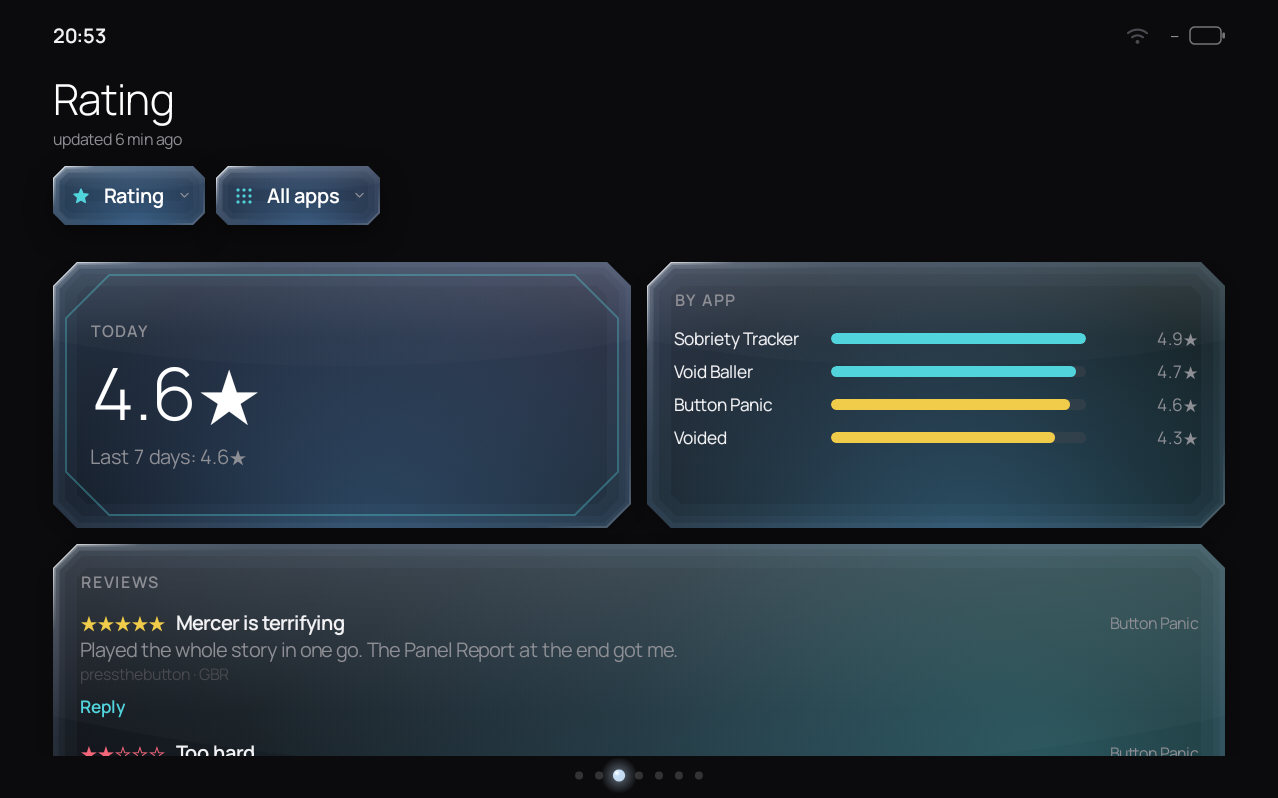 20:53
–
Rating
updated 6 min ago
Rating
All apps
TODAY
4.6★
Last 7 days: 4.6★
BY APP
Sobriety Tracker 4.9★
Void Baller 4.7★
Button Panic 4.6★
Voided 4.3★
REVIEWS
★★★★★ Mercer is terrifying Button Panic
Played the whole story in one go. The Panel Report at the end got me.
pressthebutton · GBR
Reply
★★☆☆☆ Too hard Button Panic